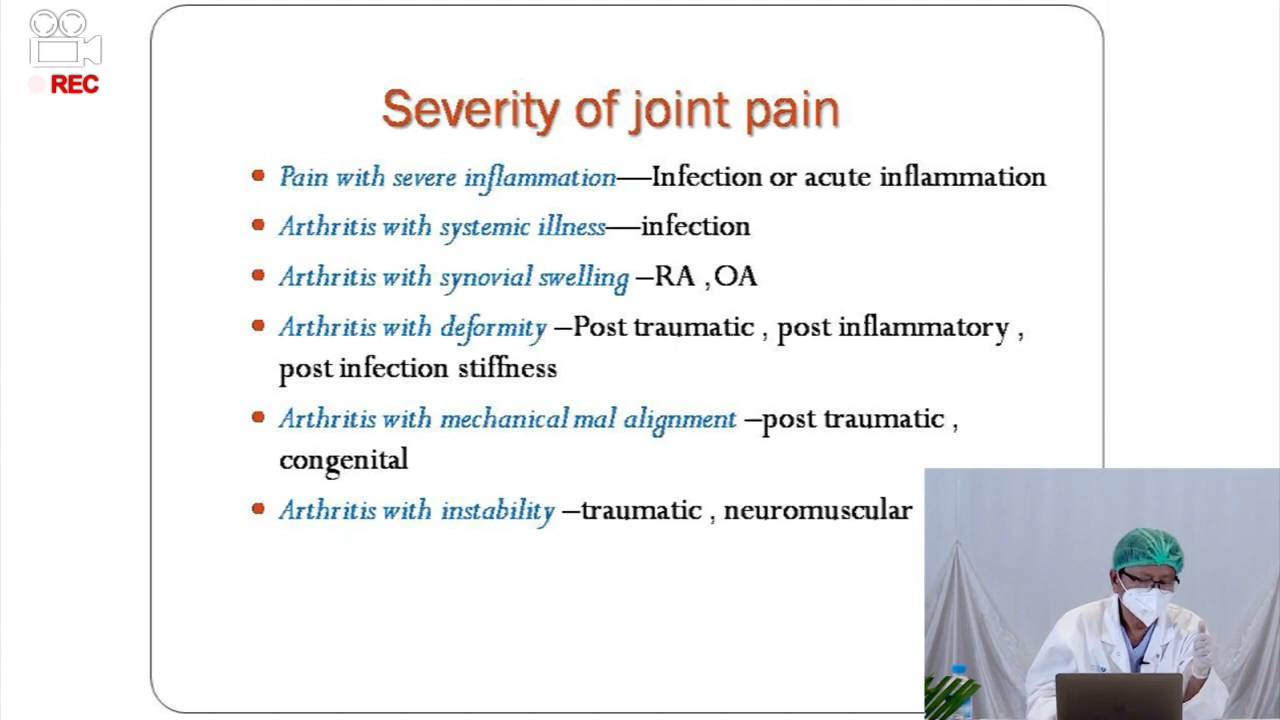 REC
Severity of joint pain
Pain with severe inflammation—Infection or acute inflammation
Arthritis with systemic illness—infection
Arthritis with synovial swelling –RA ,OA
Arthritis with deformity –Post traumatic , post inflammatory ,
post infection stiffness
Arthritis with mechanical mal alignment –post traumatic ,
congenital
Arthritis with instability –traumatic , neuromuscular